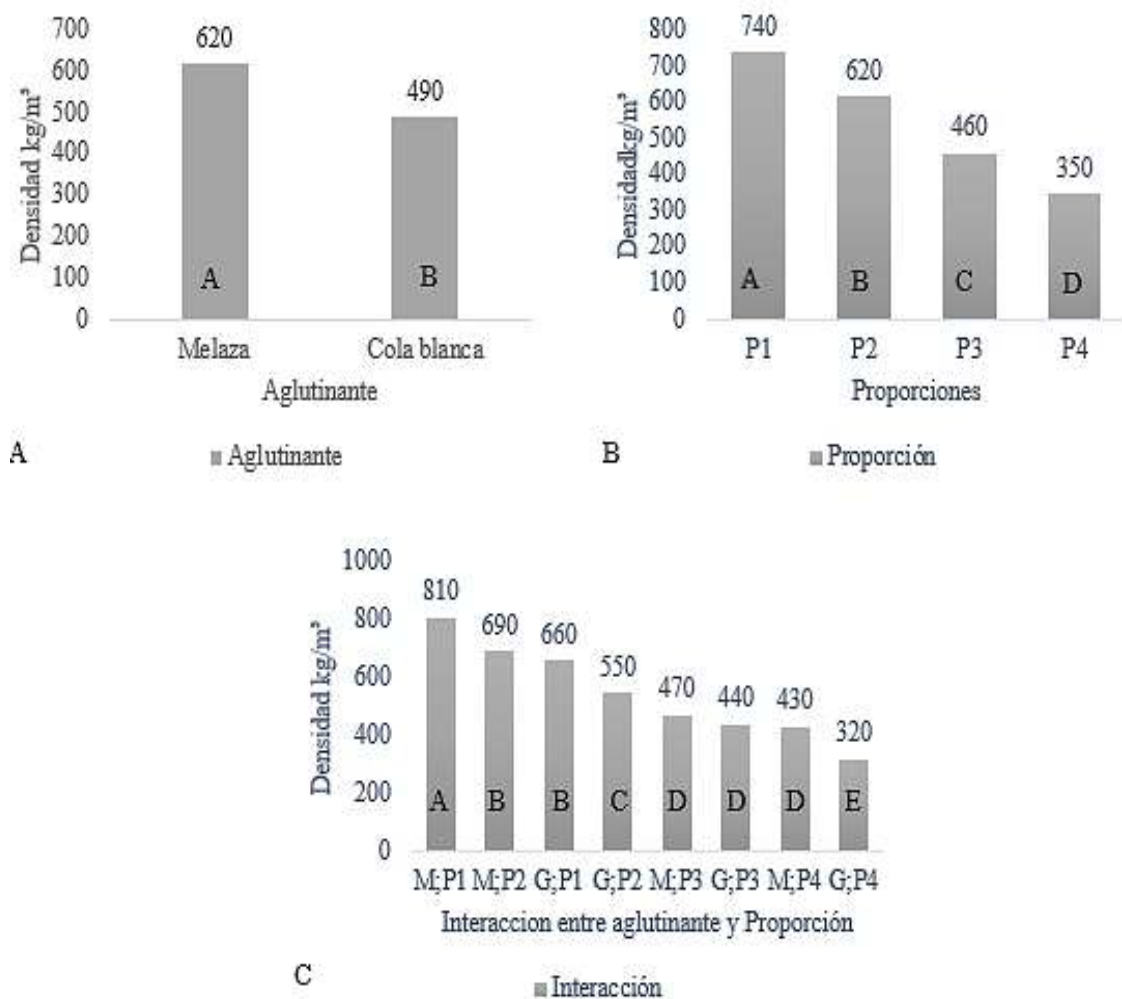 700
600
500
400
300
200
100
0
Densidad kg/m³
620
490
A
B
Melaza
Cola blanca
Aglutinante
A
Aglutinante
800
700
600
500
400
300
200
100
0
Densidadkg/m³
740
620
460
350
A
B
C
D
P1
P2
P3
P4
Proporciones
B
Proporción
1000
800
600
400
200
0
Densidad kg/m³
810
690
660
550
470
440
430
320
A
B
B
C
D
D
D
E
M;P1 M;P2 G;P1 G;P2 M;P3 G;P3 M;P4 G;P4
Interaccion entre aglutinante y Proporción
C
Interacción